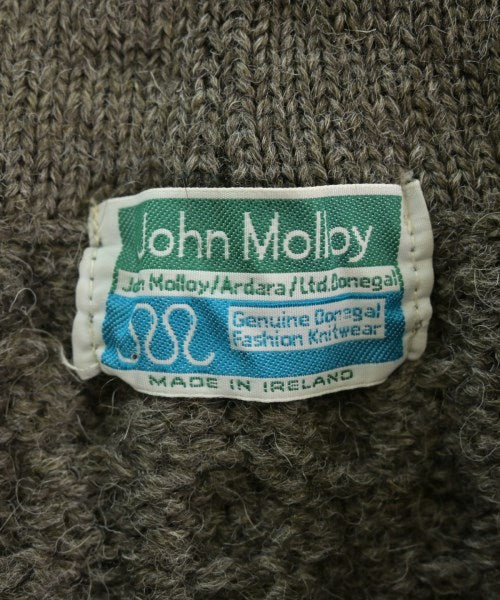 John Molloy
John Molloy/Ardara/Ltd.Donegal
Genuine Donegal
Fashion Knitwear
MADE IN IRELAND